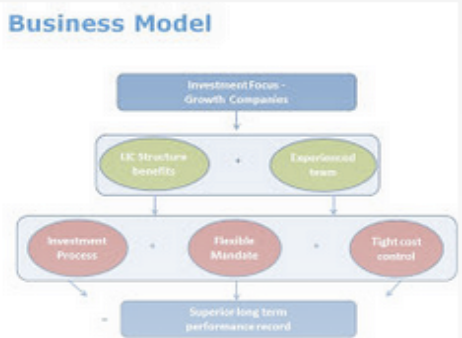 Business Model
Investment Focus -
Growth Companies
LIC Structure
benefits
+
Experienced
team
Investment
Process
+
Flexible
Mandate
+
Tight cost
control
=
Superior long term
performance record